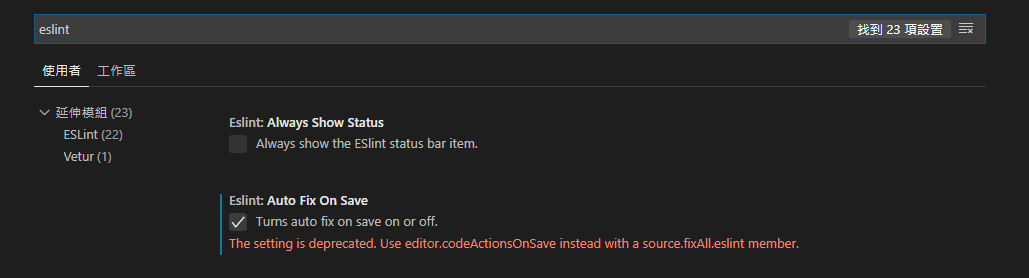 eslint
找到 23 項設置
使用者 工作區
延伸模組 (23)
ESLint (22)
Vetur (1)
Eslint: Always Show Status
Always show the ESlint status bar item.
Eslint: Auto Fix On Save
Turns auto fix on save on or off.
The setting is deprecated. Use editor.codeActionsOnSave instead with a source.fixAll.eslint member.